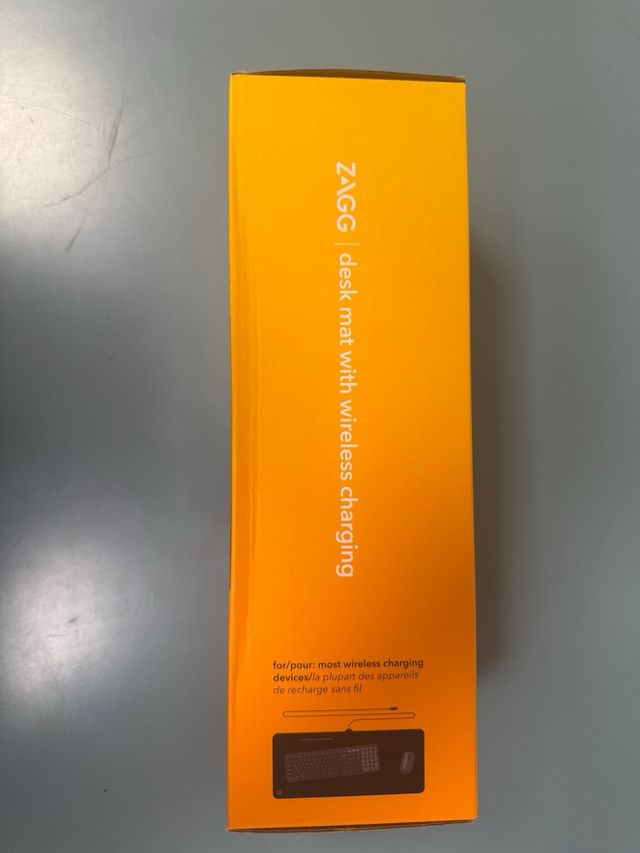 ZAGG | desk mat with wireless charging
for/pour: most wireless charging
devices/la plupart des appareils
de recharge sans fil